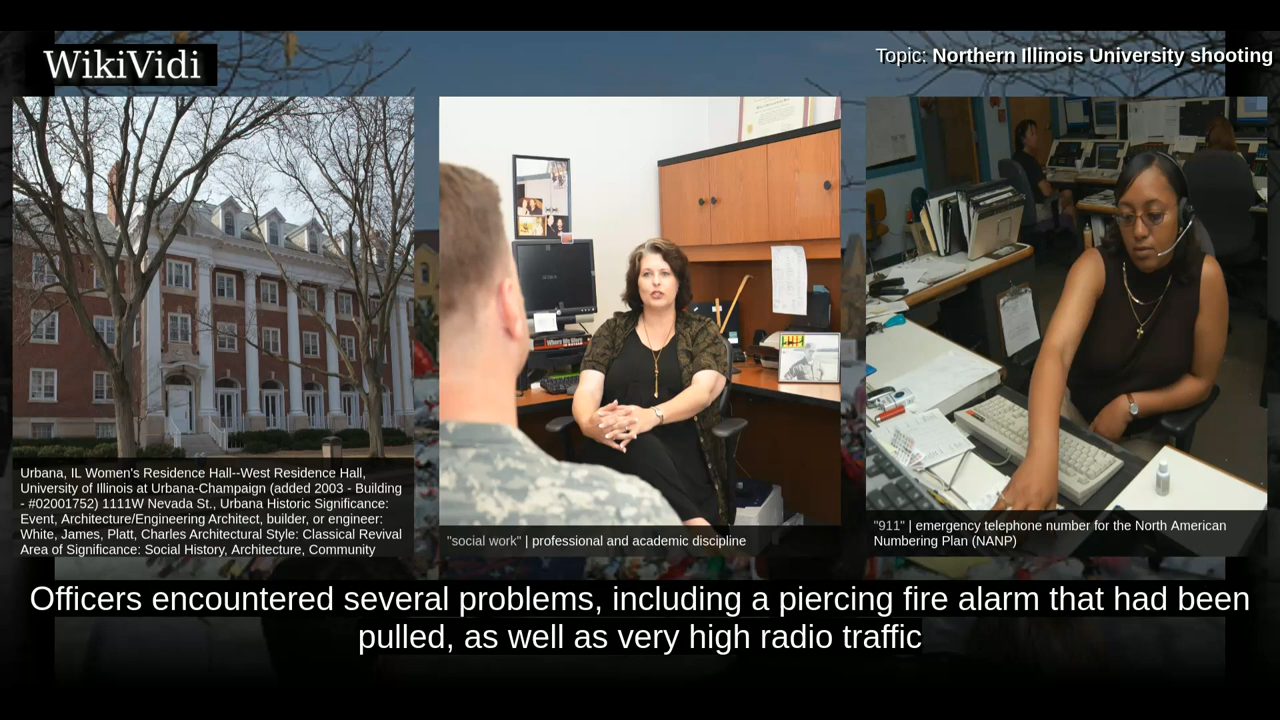 WikiVidi
Topic: Northern Illinois University shooting
Urbana, IL Women's Residence Hall--West Residence Hall,
University of Illinois at Urbana-Champaign (added 2003 - Building
- #02001752) 1111W Nevada St., Urbana Historic Significance:
Event, Architecture/Engineering Architect, builder, or engineer:
White, James, Platt, Charles Architectural Style: Classical Revival
Area of Significance: Social History, Architecture, Community
"social work" | professional and academic discipline
"911" | emergency telephone number for the North American
Numbering Plan (NANP)
Officers encountered several problems, including a piercing fire alarm that had been
pulled, as well as very high radio traffic